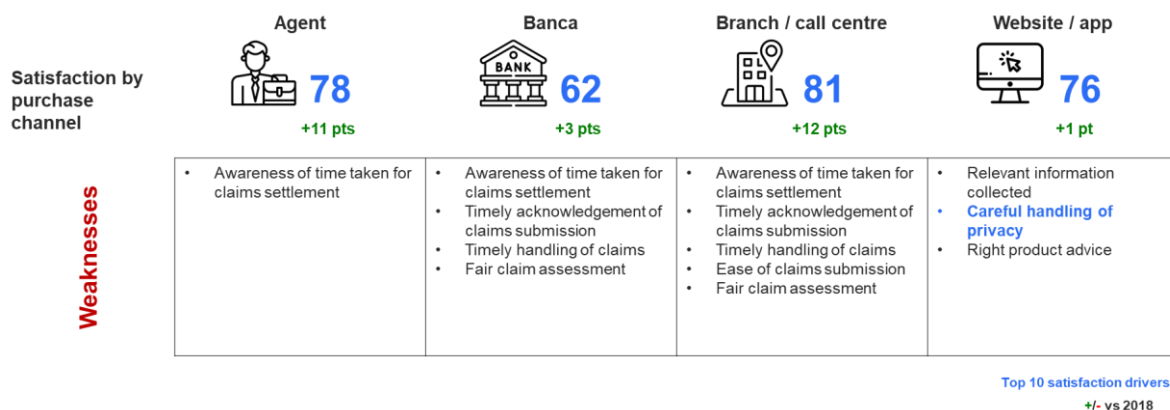 Agent
Banca
Branch / call centre
Website / app
Satisfaction by
purchase
channel
78
BANK
62
81
76
+11 pts
+3 pts
+12 pts
+1 pt
Weaknesses
• Awareness of time taken for
claims settlement
• Awareness of time taken for
claims settlement
• Timely acknowledgement of
claims submission
• Timely handling of claims
• Fair claim assessment
• Awareness of time taken for
claims settlement
• Timely acknowledgement of
claims submission
• Timely handling of claims
• Ease of claims submission
• Fair claim assessment
• Relevant information
collected
• Careful handling of
privacy
• Right product advice
Top 10 satisfaction drivers
+/- vs 2018